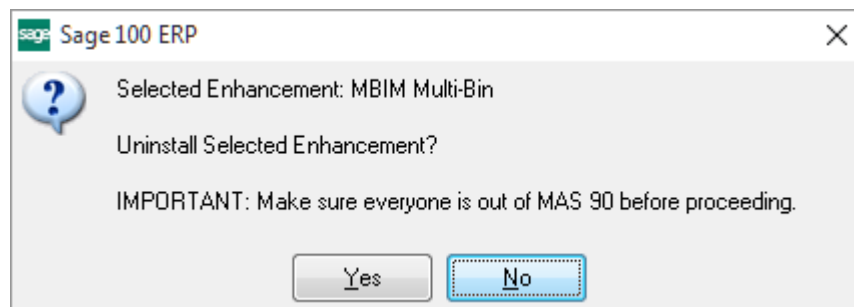 sage Sage 100 ERP
Selected Enhancement: MBIM Multi-Bin
Uninstall Selected Enhancement?
IMPORTANT: Make sure everyone is out of MAS 90 before proceeding.
Yes No